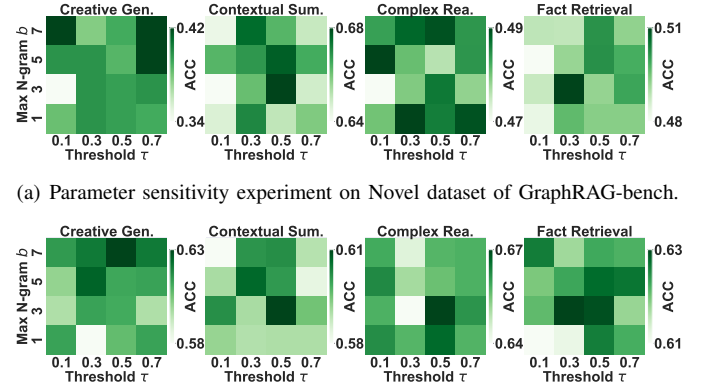 Creative Gen. Contextual Sum. Complex Rea. Fact Retrieval
Max N-gram b
7 5 3 1
0.42 ACC 0.34
0.68 ACC 0.64
0.49 ACC 0.47
0.51 ACC 0.48
0.1 0.3 0.5 0.7 0.1 0.3 0.5 0.7 0.1 0.3 0.5 0.7 0.1 0.3 0.5 0.7
Threshold τ Threshold τ Threshold τ Threshold τ
(a) Parameter sensitivity experiment on Novel dataset of GraphRAG-bench.
Creative Gen. Contextual Sum. Complex Rea. Fact Retrieval
Max N-gram b
7 5 3 1
0.63 ACC 0.58
0.61 ACC 0.58
0.67 ACC 0.64
0.63 ACC 0.61
0.1 0.3 0.5 0.7 0.1 0.3 0.5 0.7 0.1 0.3 0.5 0.7 0.1 0.3 0.5 0.7
Threshold τ Threshold τ Threshold τ Threshold τ